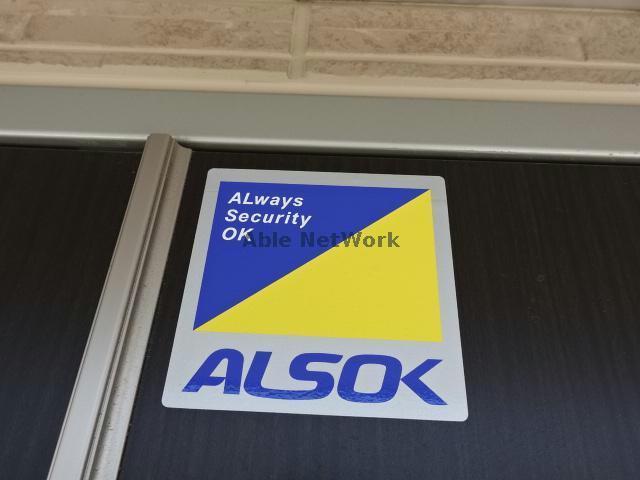 ALways
Security
OK
Able NetWork
ALSOK